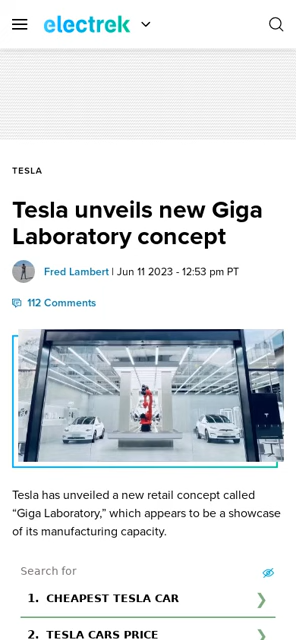 electrek
TESLA
Tesla unveils new Giga
Laboratory concept
Fred Lambert | Jun 11 2023 - 12:53 pm PT
112 Comments
Tesla has unveiled a new retail concept called
“Giga Laboratory,” which appears to be a showcase
of its manufacturing capacity.
Search for
1. CHEAPEST TESLA CAR
2. TESLA CARS PRICE